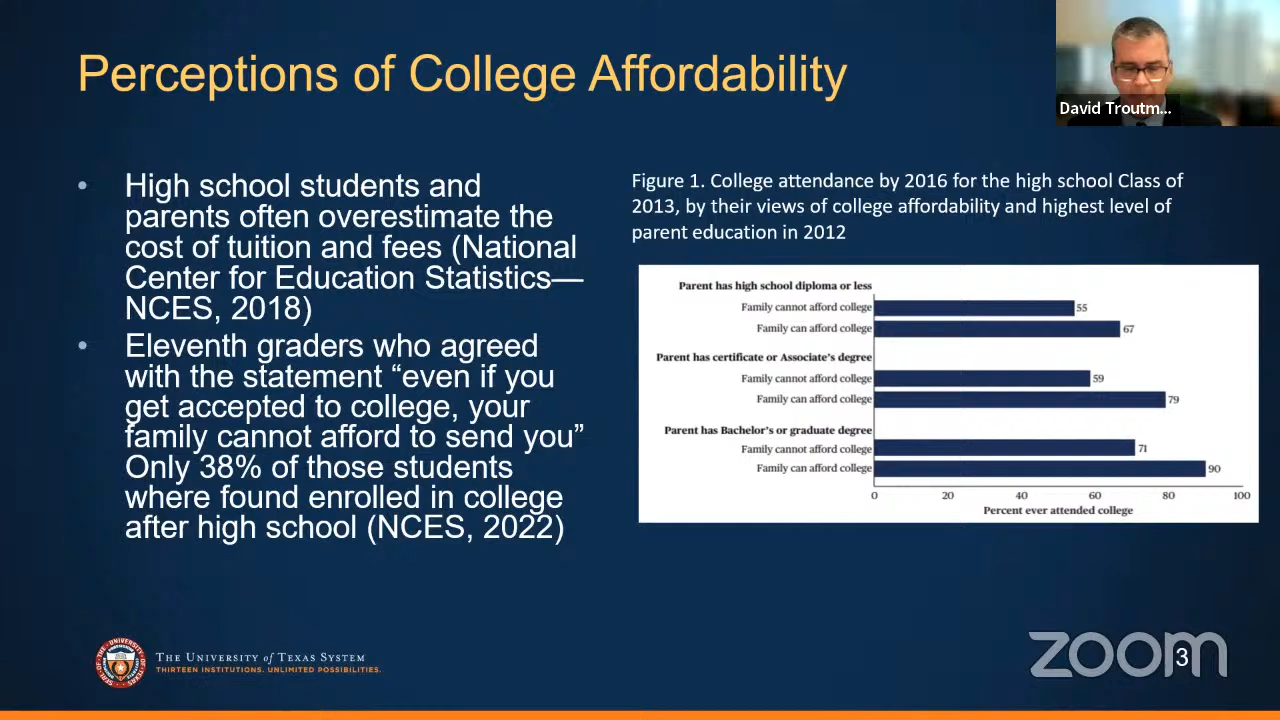 Perceptions of College Affordability
David Troutm...
• High school students and
parents often overestimate the
cost of tuition and fees (National
Center for Education Statistics—
NCES, 2018)
• Eleventh graders who agreed
with the statement “even if you
get accepted to college, your
family cannot afford to send you”
Only 38% of those students
where found enrolled in college
after high school (NCES, 2022)
Figure 1. College attendance by 2016 for the high school Class of
2013, by their views of college affordability and highest level of
parent education in 2012
Parent has high school diploma or less
Family cannot afford college 55
Family can afford college 67
Parent has certificate or Associate's degree
Family cannot afford college 59
Family can afford college 79
Parent has Bachelor's or graduate degree
Family cannot afford college 71
Family can afford college 90
0 20 40 60 80 100
Percent ever attended college
THE UNIVERSITY of TEXAS SYSTEM
THIRTEEN INSTITUTIONS. UNLIMITED POSSIBILITIES.
zoom
3